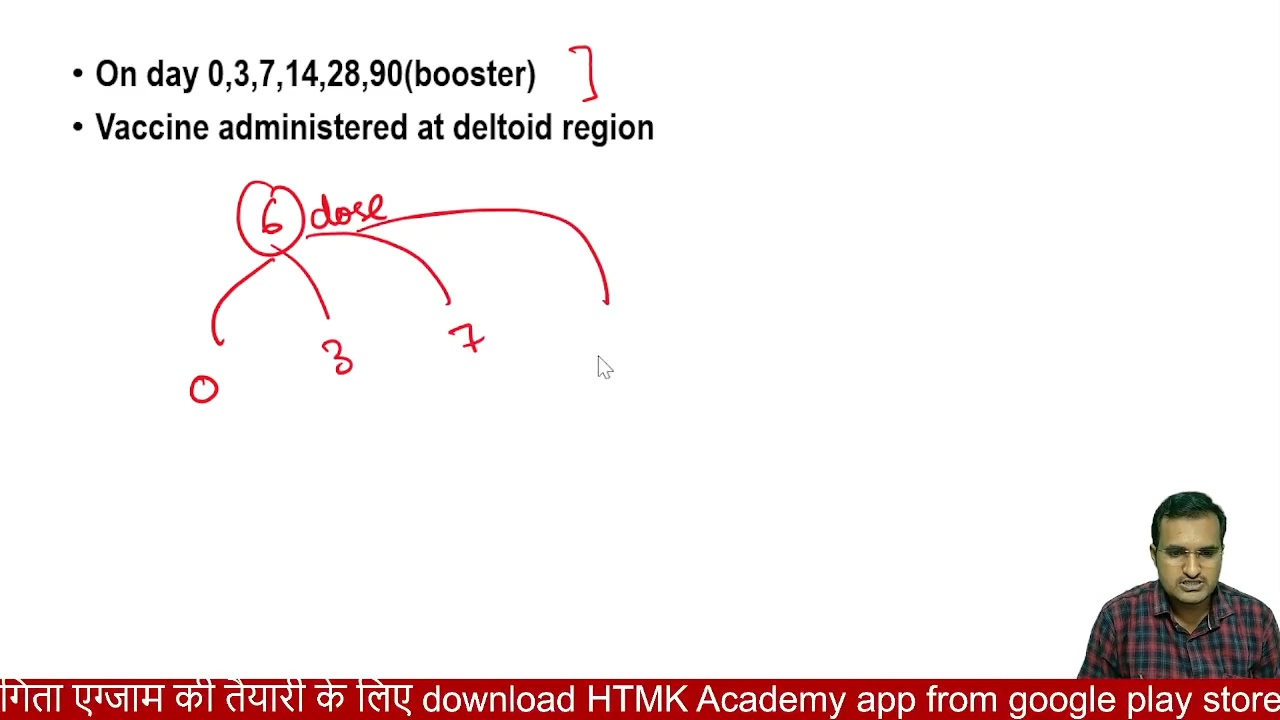 • On day 0,3,7,14,28,90(booster)
• Vaccine administered at deltoid region
6 dose
0 3 7
गिता एग्जाम की तैयारी के लिए download HTMK Academy app from google play store